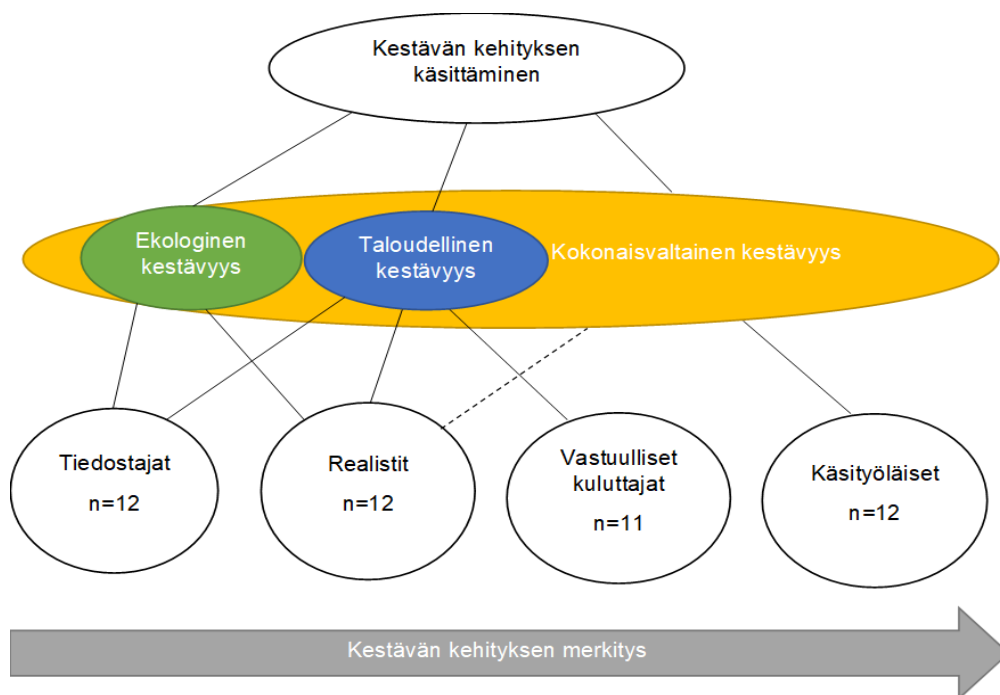 Kestävän kehityksen
käsittäminen
Ekologinen
kestävyys
Taloudellinen
kestävyys
Kokonaisvaltainen kestävyys
Tiedostajat
n=12
Realistit
n=12
Vastuulliset
kuluttajat
n=11
Käsityöläiset
n=12
Kestävän kehityksen merkitys